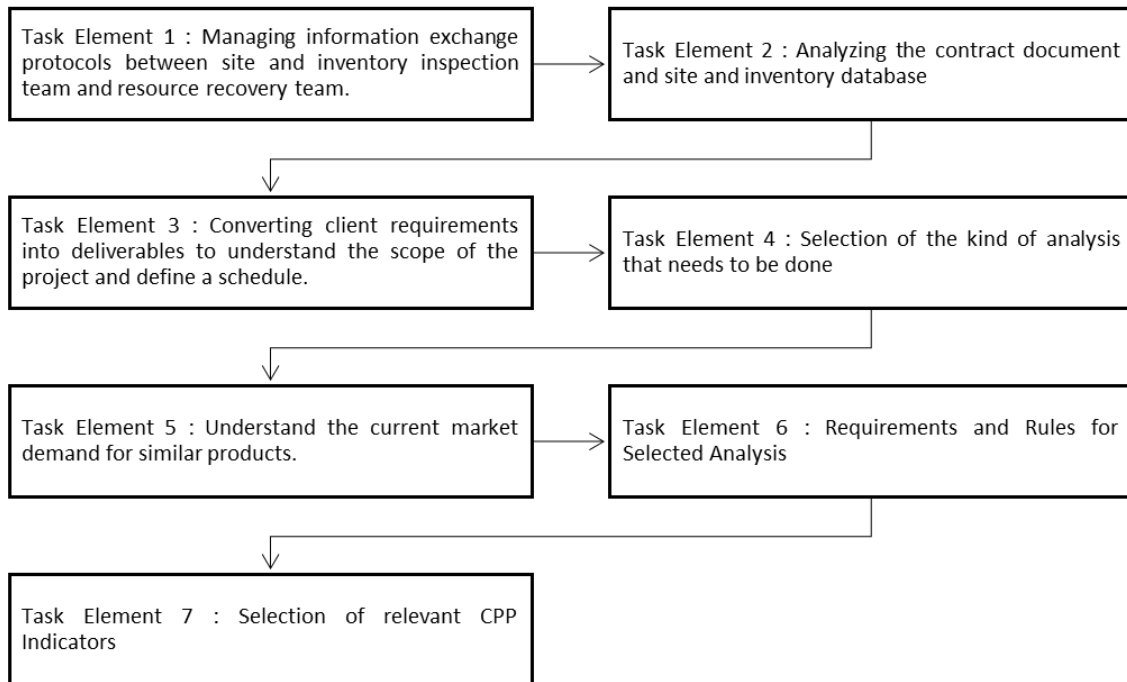 Task Element 1 : Managing information exchange
protocols between site and inventory inspection
team and resource recovery team.
Task Element 2 : Analyzing the contract document
and site and inventory database
Task Element 3 : Converting client requirements
into deliverables to understand the scope of the
project and define a schedule.
Task Element 4 : Selection of the kind of analysis
that needs to be done
Task Element 5 : Understand the current market
demand for similar products.
Task Element 6 : Requirements and Rules for
Selected Analysis
Task Element 7 : Selection of relevant CPP
Indicators